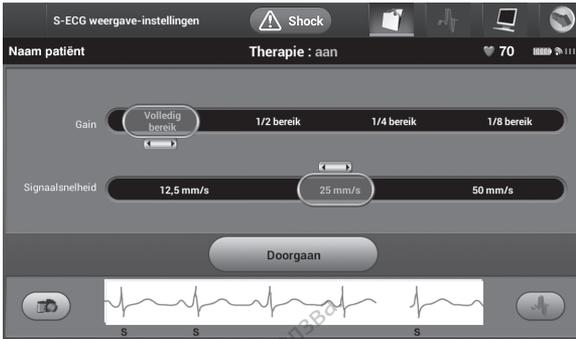 S-ECG weergave-instellingen
Shock
Naam patiënt
Therapie : aan
70
Gain
Volledig
bereik
1/2 bereik
1/4 bereik
1/8 bereik
Signaalsnelheid
12,5 mm/s
25 mm/s
50 mm/s
Doorgaan
S
S
S